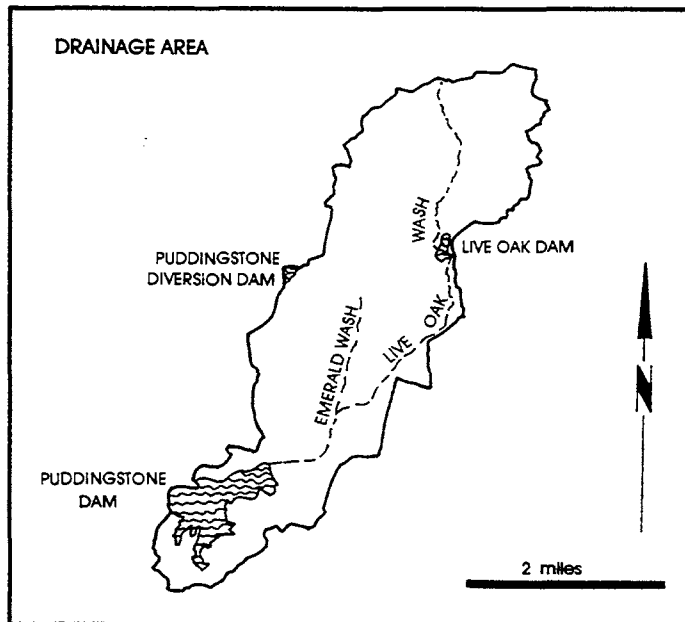 DRAINAGE AREA
WASH
LIVE OAK DAM
PUDDINGSTONE
DIVERSION DAM
LIVE OAK
EMERALD WASH
PUDDINGSTONE
DAM
N
2 miles